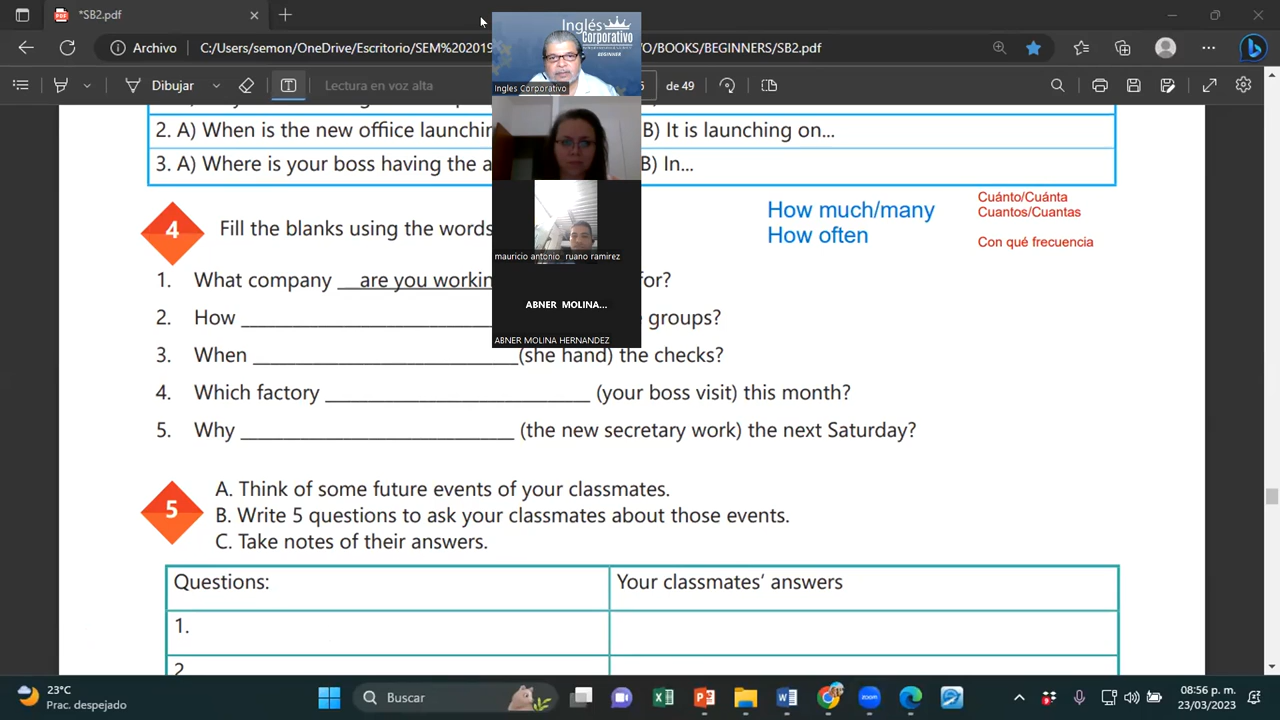 *SB2.pdf
Archivo
C:/Users/semon/OneDrive/Escritorio/SEM%202019
O/BOOKS/BEGINNERS/SB2.pdf
Dibujar
Lectura en voz alta
de 49
Inglés
Corporativo
BEGINNER
Ingles Corporativo
mauricio antonio ruano ramirez
ABNER MOLINA...
ABNER MOLINA HERNANDEZ
2. A) When is the new office
B) It is launching on...
3. A) Where is your boss having the
B) In...
4
Fill the blanks using the words
How much/many
How often
Cuánto/Cuánta
Cuantos/Cuantas
Con qué frecuencia
1. What company __are you for?
2. How ________________________ groups?
3. When _________________________(she hand) the checks?
4. Which factory _________________________ (your boss visit) this month?
5. Why __________________________ (the new secretary work) the next Saturday?
5
A. Think of some future events of your classmates.
B. Write 5 questions to ask your classmates about those events.
C. Take notes of their answers.
Questions:
Your classmates’ answers
1.
2
23°C
Prac. despejado
Buscar
zoom
08:56 p. m.
23/03/2023